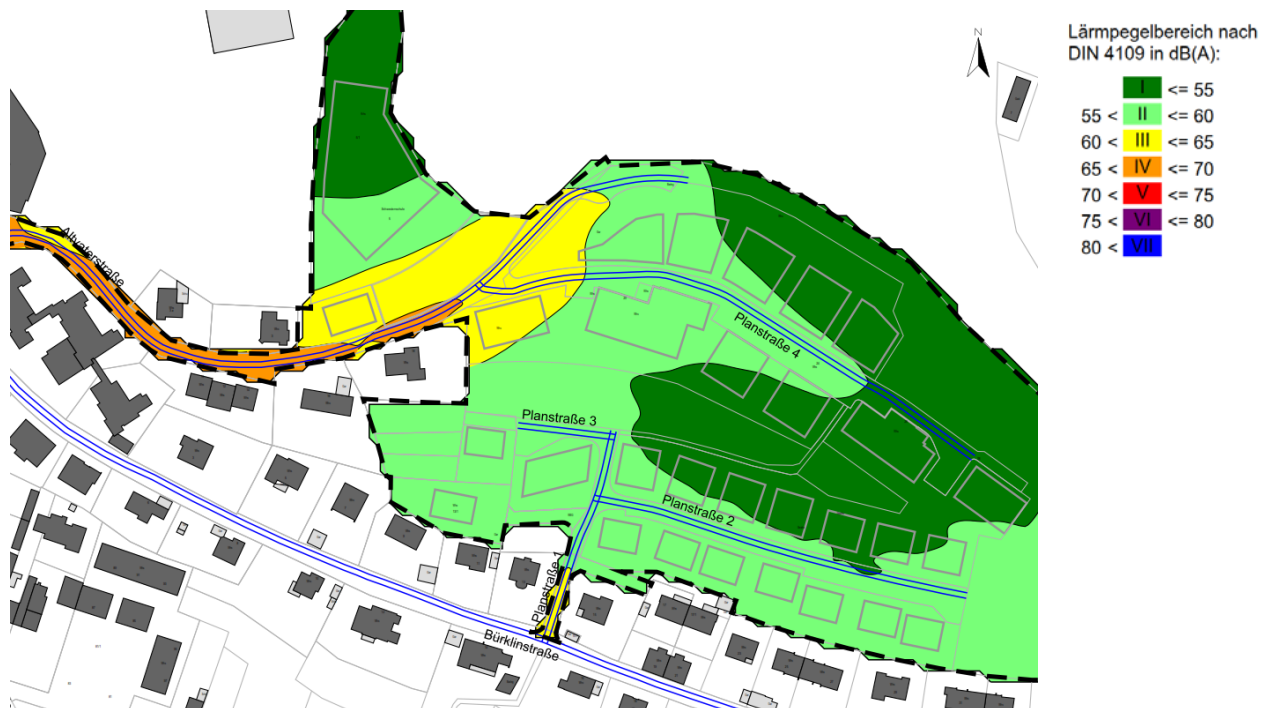 Lärmpegelbereich nach
DIN 4109 in dB(A):
I <= 55
55 < II <= 60
60 < III <= 65
65 < IV <= 70
70 < V <= 75
75 < VI <= 80
80 < VII
N
Altvaterstraße
Planstraße 4
Planstraße 3
Planstraße 2
Planstraße 1
Bürklinstraße